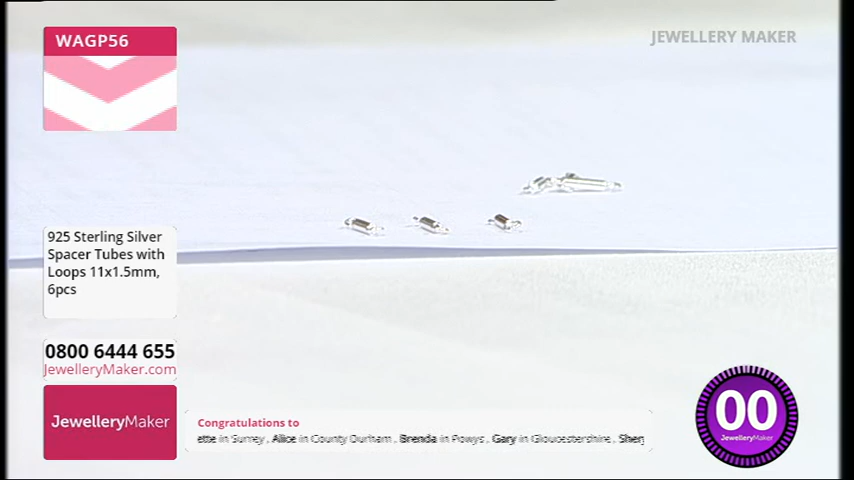 WAGP56
JEWELLERY MAKER
925 Sterling Silver
Spacer Tubes with
Loops 11x1.5mm,
6pcs
0800 6444 655
JewelleryMaker.com
JewelleryMaker
Congratulations to
in Surrey , Alice in County Durham , Brenda in Powys , Gary in Gloucestershire ,
00
JewelleryMaker